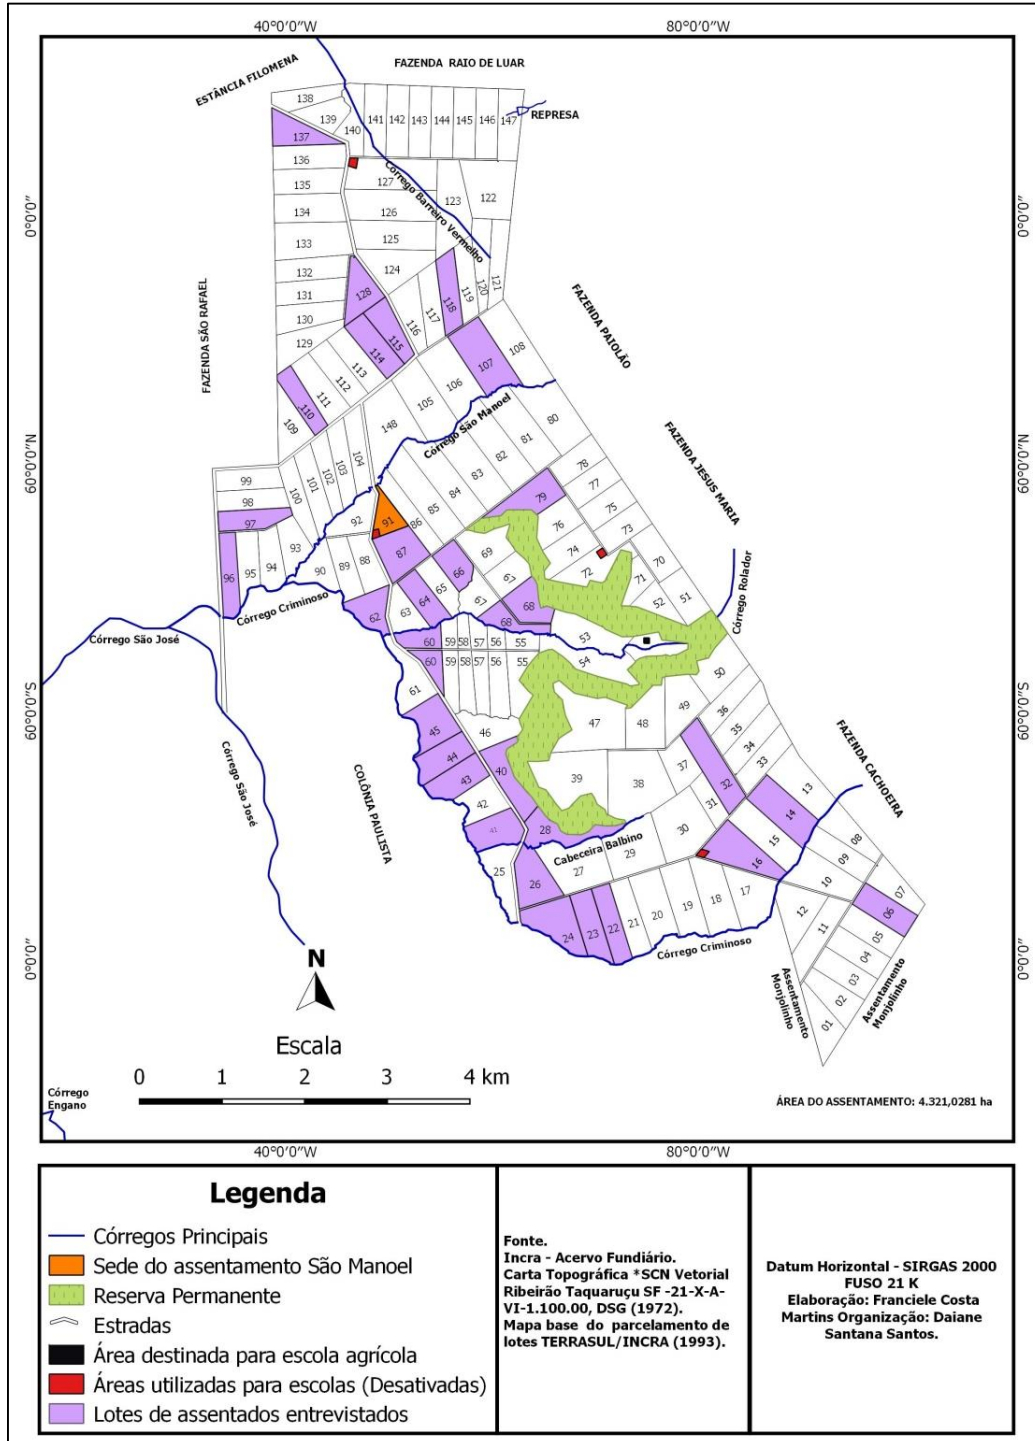 40°0'0"W
80°0'0"W
ESTÂNCIA FILOMENA
FAZENDA RAIO DE LUAR
REPRESA
138
139
140
141
142
143
144
145
146
147
137
136
135
134
133
132
131
130
129
127
126
125
124
123
122
Córrego Barreiro Vermelho
0°0'0"
0°0'0"
128
118
119
120
121
117
116
115
114
113
112
111
110
109
FAZENDA SÃO RAFAEL
FAZENDA PAIOLÃO
108
107
106
105
148
Córrego São Manoel
104
103
102
101
100
99
98
97
96
95
94
93
92
91
90
89
88
87
86
85
84
83
82
81
80
79
78
77
76
75
74
73
72
71
70
69
67
67
68
68
66
65
64
63
62
60°0'0"N
60°0'0"N
FAZENDA JESUS MARIA
Córrego Rolador
Córrego Criminoso
Córrego São José
60
59
58
57
56
55
60
59
58
57
56
55
54
53
52
51
50
49
48
47
46
61
45
44
43
42
41
40
39
38
37
36
35
34
33
32
31
30
29
28
27
26
25
24
23
22
21
20
19
18
17
16
15
14
13
12
11
10
09
08
07
06
05
04
03
02
01
60°0'0"S
60°0'0"S
Córrego São José
COLÔNIA PAULISTA
FAZENDA CACHOEIRA
Cabeceira Balbino
Córrego Criminoso
Assentamento
Monjolinho
Assentamento
Monjolinho
0°0'0"
0°0'0"
N
Escala
0 1 2 3 4 km
Córrego
Engano
ÁREA DO ASSENTAMENTO: 4.321,0281 ha
40°0'0"W
80°0'0"W
Legenda
Córregos Principais
Sede do assentamento São Manoel
Reserva Permanente
Estradas
Área destinada para escola agrícola
Áreas utilizadas para escolas (Desativadas)
Lotes de assentados entrevistados
Fonte.
Incra - Acervo Fundiário.
Carta Topográfica *SCN Vetorial
Ribeirão Taquaruçu SF -21-X-A-
VI-1.100.00, DSG (1972).
Mapa base do parcelamento de
lotes TERRASUL/INCRA (1993).
Datum Horizontal - SIRGAS 2000
FUSO 21 K
Elaboração: Franciele Costa
Martins Organização: Daiane
Santana Santos.